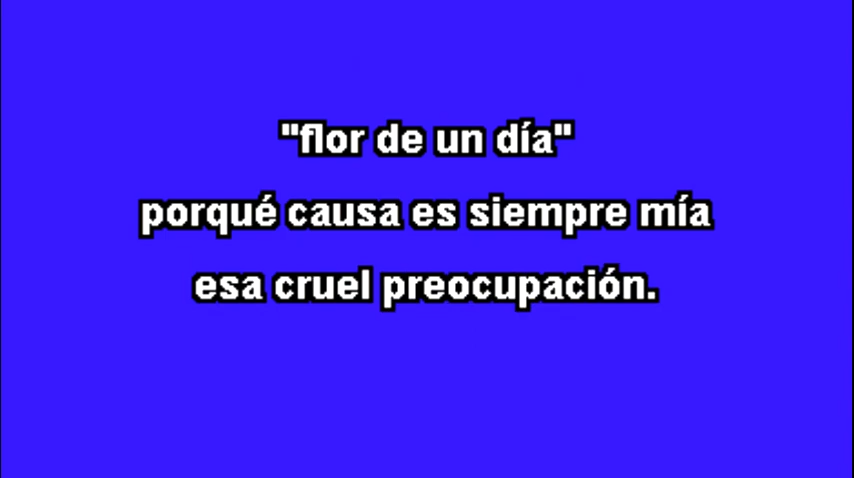 "flor de un día"
porqué causa es siempre mía
esa cruel preocupación.